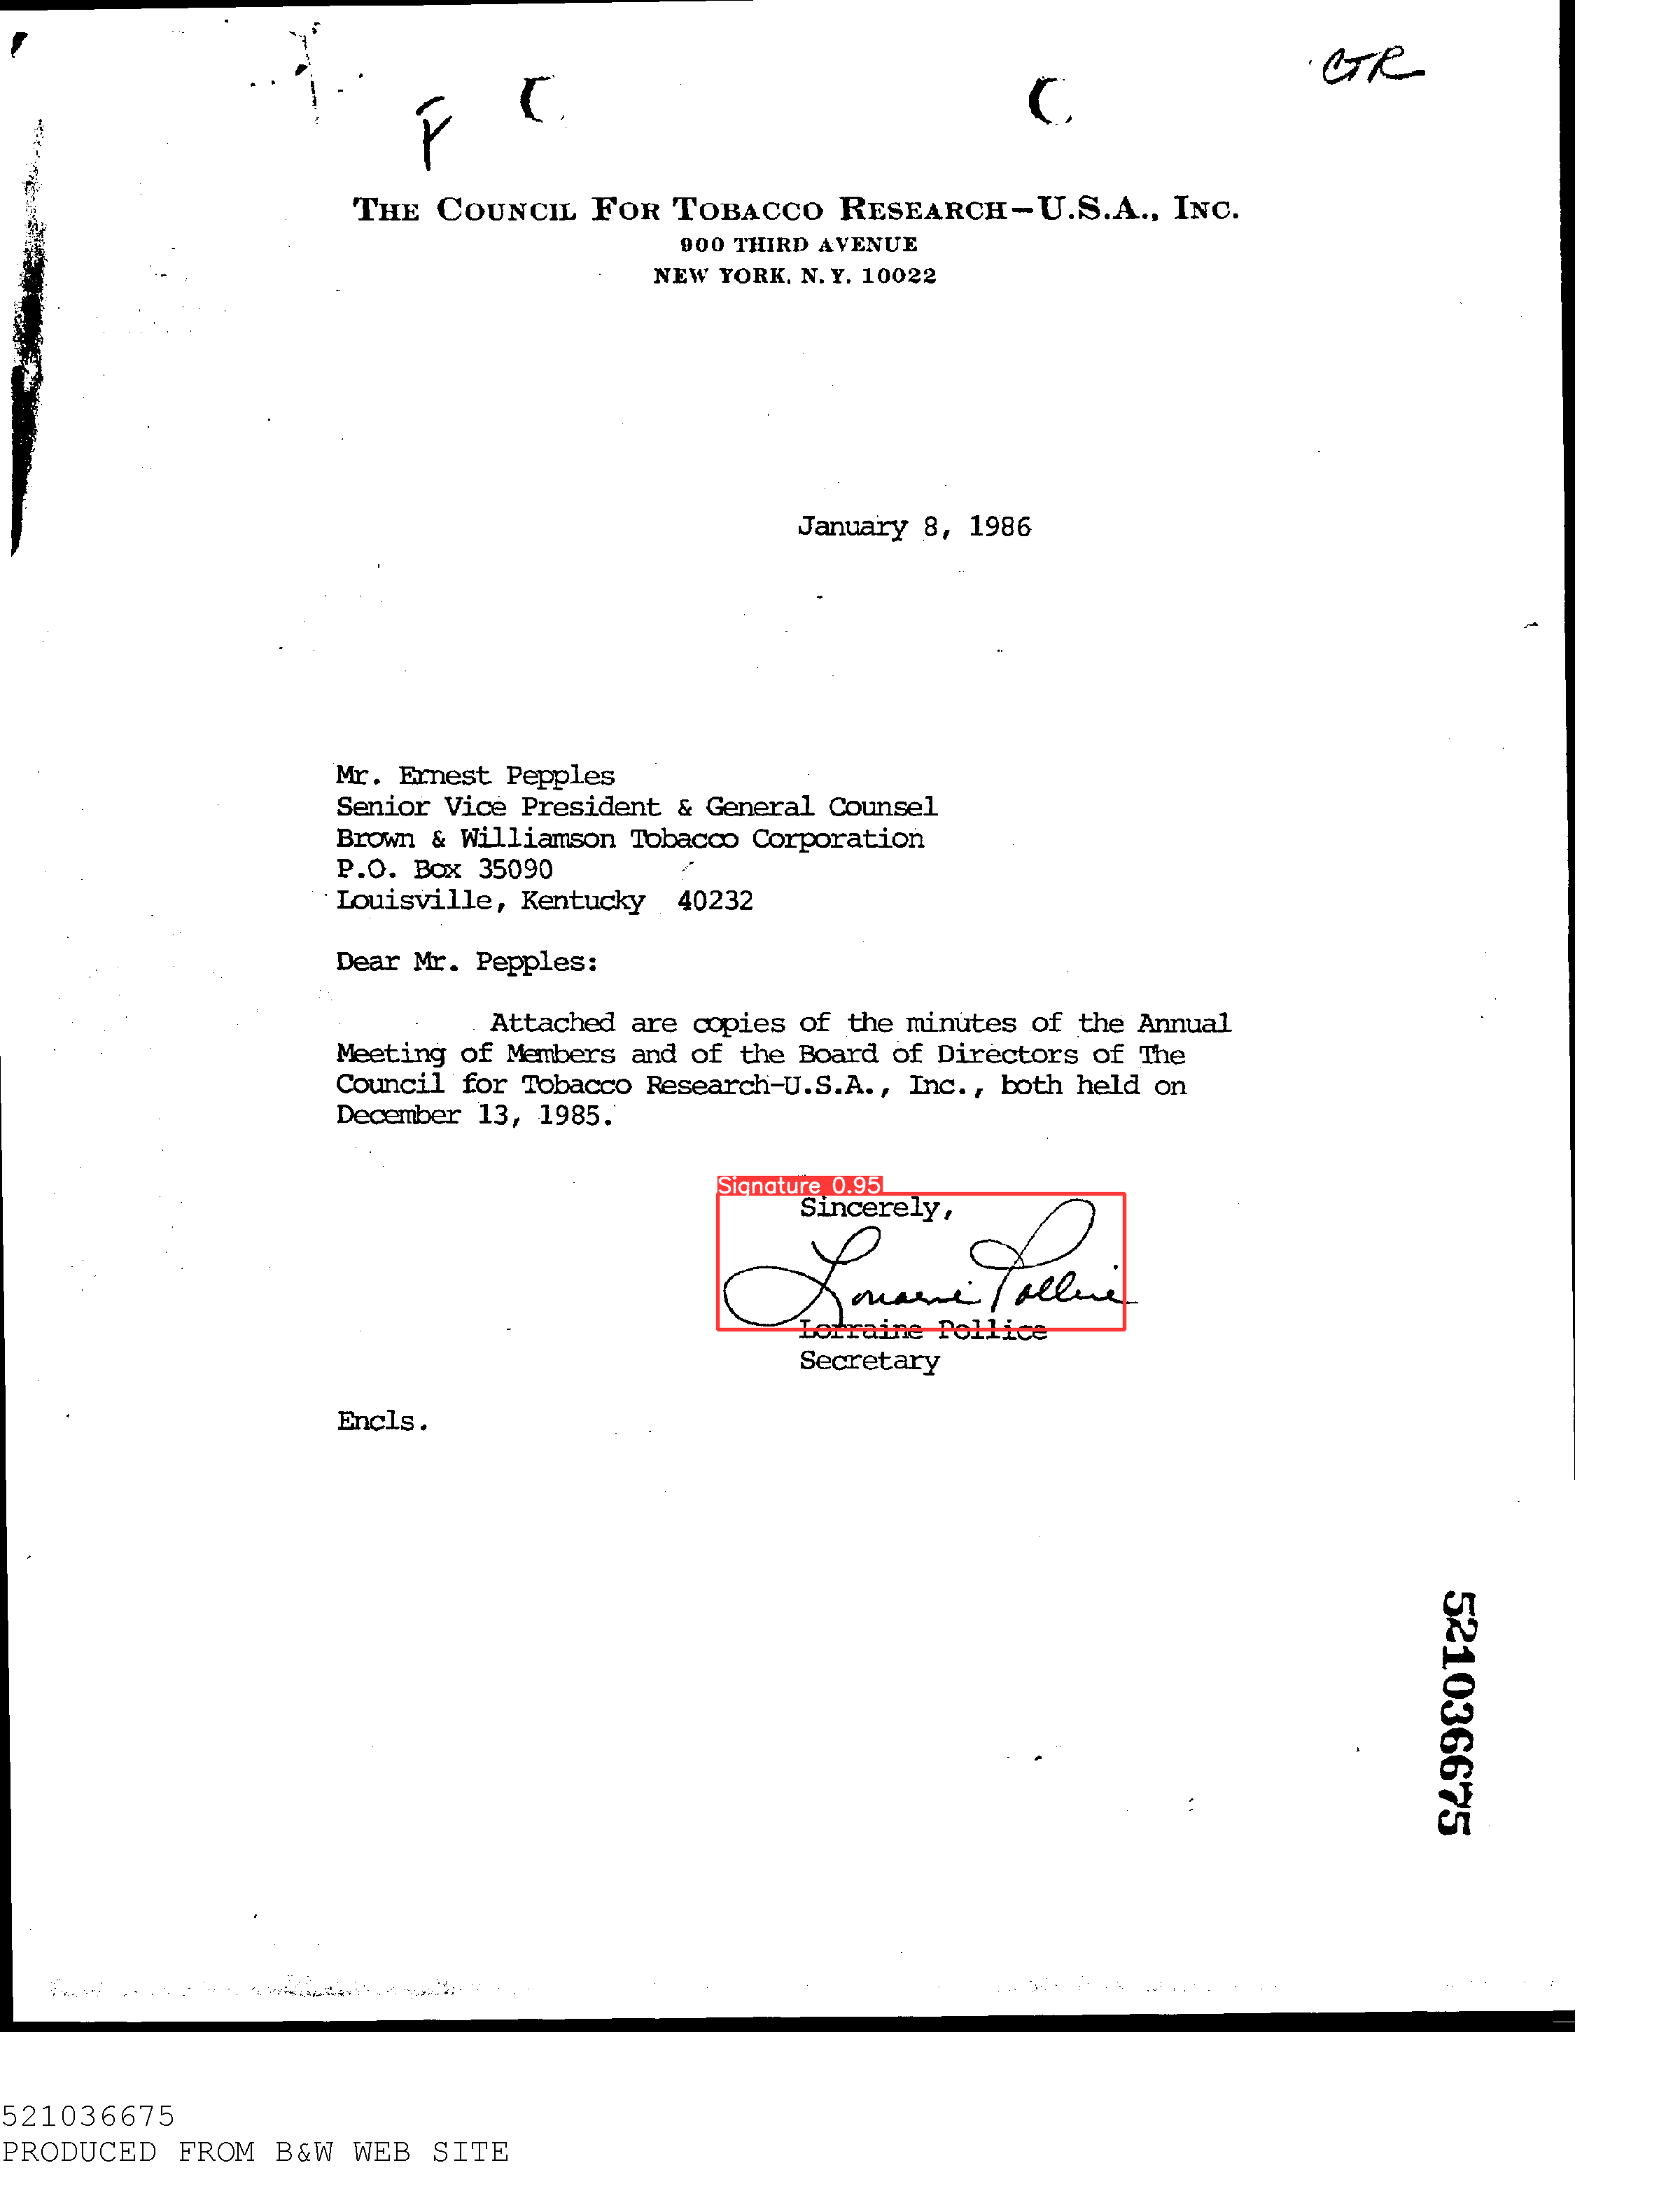 CTR
F
THE COUNCIL FOR TOBACCO RESEARCH-U.S.A., INC.
900 THIRD AVENUE
NEW YORK, N.Y. 10022
January 8, 1986
Mr. Ernest Pepples
Senior Vice President & General Counsel
Brown & Williamson Tobacco Corporation
P.O. Box 35090
Louisville, Kentucky 40232
Dear Mr. Pepples:
Attached are copies of the minutes of the Annual
Meeting of Members and of the Board of Directors of The
Council for Tobacco Research-U.S.A., Inc., both held on
December 13, 1985.
Signature 0.95
Sincerely,
Lorraine Pollice
Lorraine Pollice
Secretary
Encls.
521036675
521036675
PRODUCED FROM B&W WEB SITE